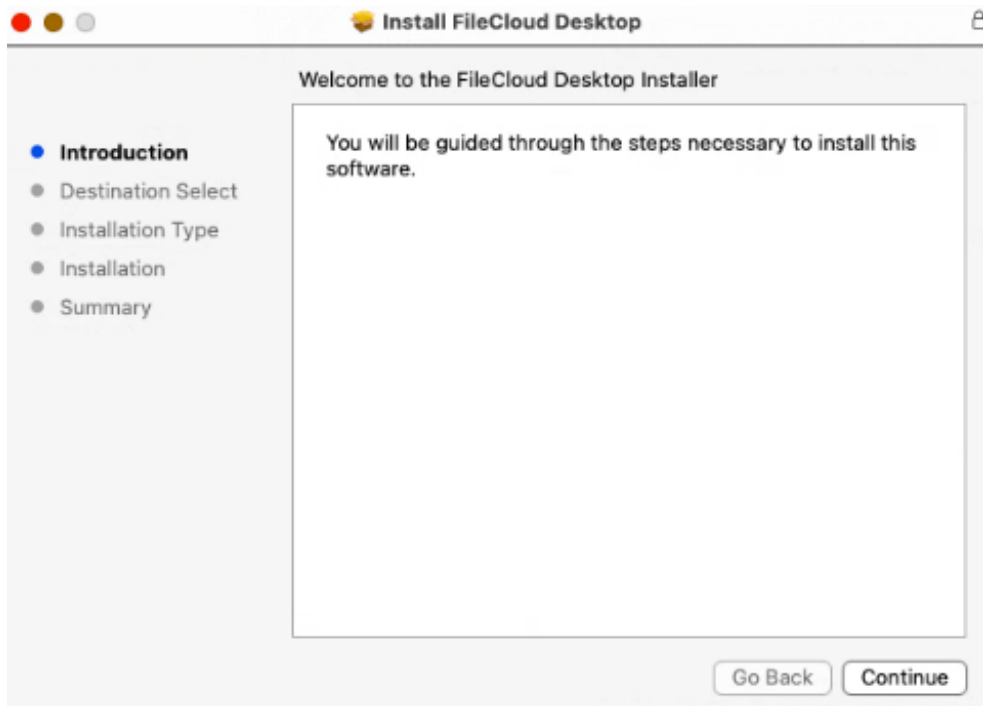 Install FileCloud Desktop
Welcome to the FileCloud Desktop Installer
Introduction
Destination Select
Installation Type
Installation
Summary
You will be guided through the steps necessary to install this
software.
Go Back
Continue